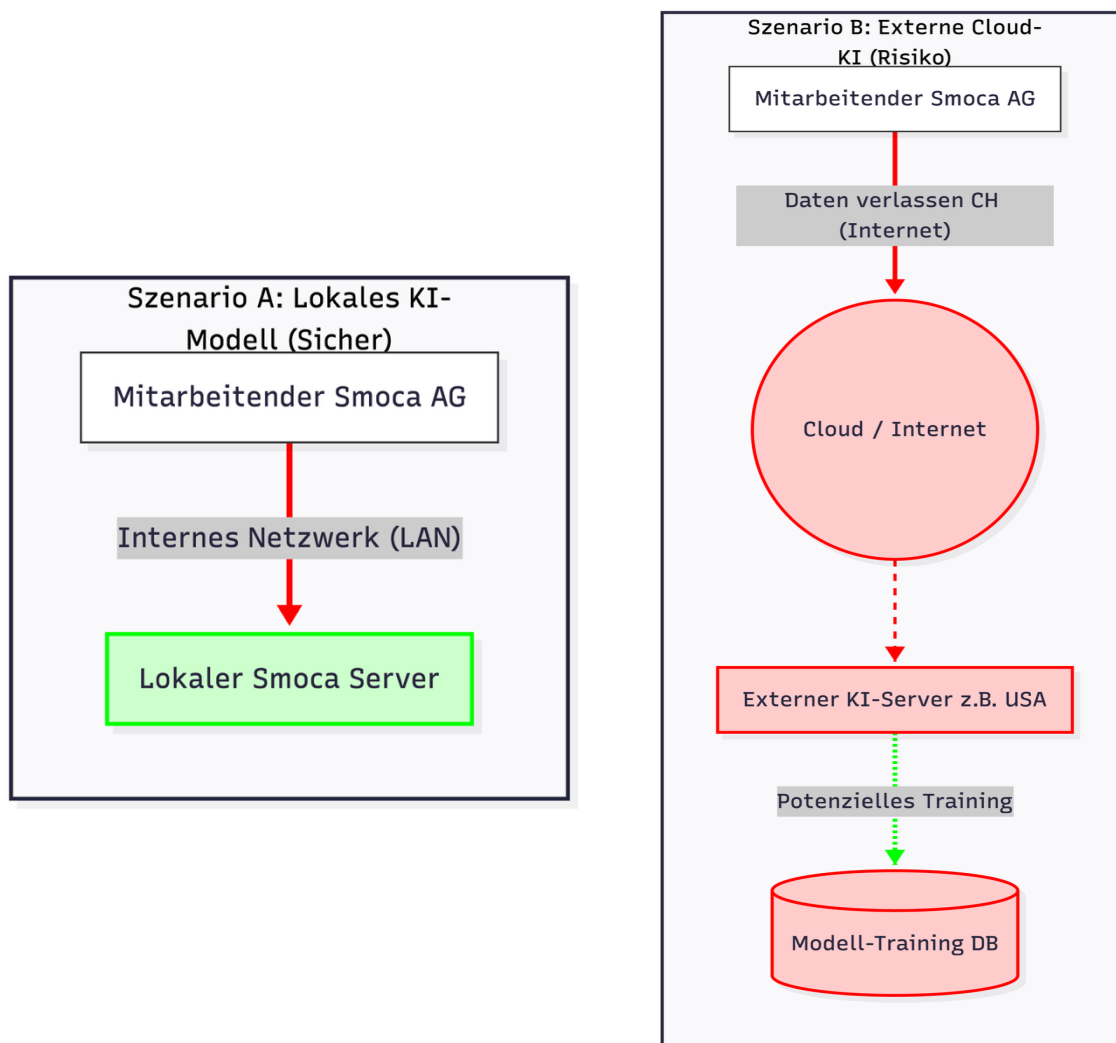 Szenario A: Lokales KI-
Modell (Sicher)
Mitarbeitender Smoca AG
Internes Netzwerk (LAN)
Lokaler Smoca Server
Szenario B: Externe Cloud-
KI (Risiko)
Mitarbeitender Smoca AG
Daten verlassen CH
(Internet)
Cloud / Internet
Externer KI-Server z.B. USA
Potenzielles Training
Modell-Training DB